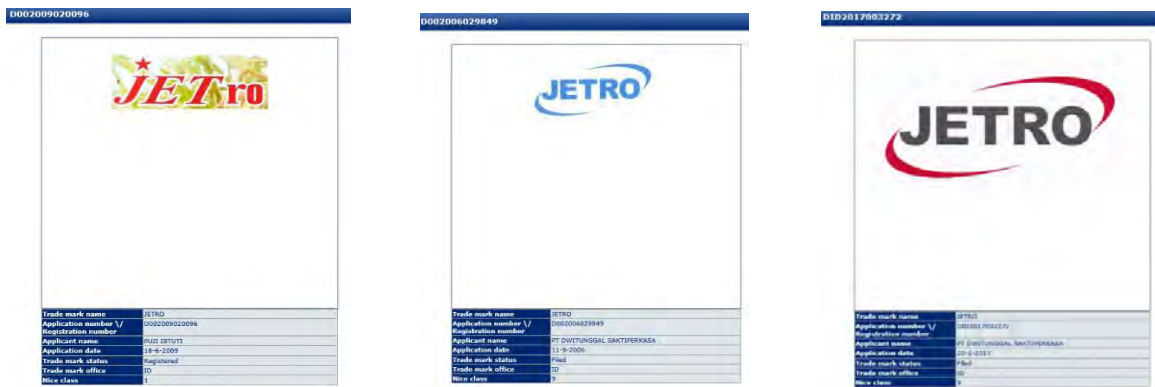 D002009020096
JETro
Trade mark name JETRO
Application number \/ Registration number D002009020096
Applicant name PUJI ISTUTI
Application date 18-6-2009
Trade mark status Registered
Trade mark office ID
Nice class 1
D002006029849
JETRO
Trade mark name JETRO
Application number \/ Registration number D002006029849
Applicant name PT DWITUNGGAL SAKTIPERKASA
Application date 11-9-2006
Trade mark status Filed
Trade mark office ID
Nice class 9
DID2017003272
JETRO
Trade mark name JETRO
Application number \/ Registration number DID2017003272
Applicant name PT DWITUNGGAL SAKTIPERKASA
Application date 20-1-2017
Trade mark status Filed
Trade mark office ID
Nice class 9